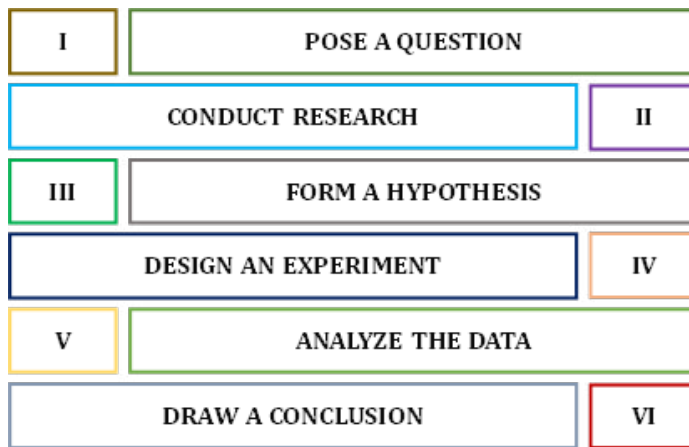 I POSE A QUESTION
CONDUCT RESEARCH II
III FORM A HYPOTHESIS
DESIGN AN EXPERIMENT IV
V ANALYZE THE DATA
DRAW A CONCLUSION VI